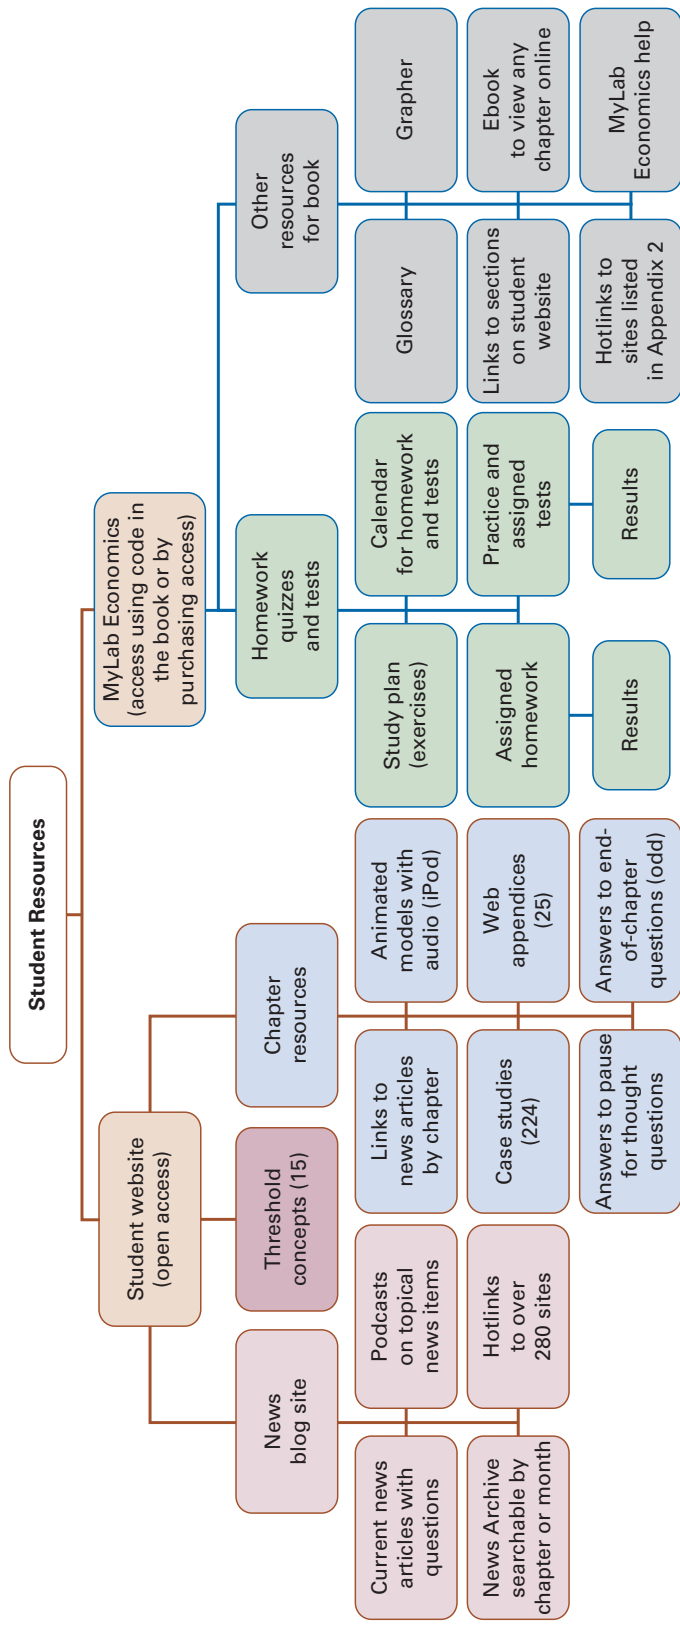 Student Resources
Student website
(open access)
MyLab Economics
(access using code in
the book or by
purchasing access)
News
blog site
Threshold
concepts (15)
Chapter
resources
Homework
quizzes
and tests
Other
resources
for book
Current news
articles with
questions
Podcasts
on topical
news items
Links to
news articles
by chapter
Animated
models with
audio (iPod)
Study plan
(exercises)
Calendar
for homework
and tests
Glossary
Grapher
News Archive
searchable by
chapter or month
Hotlinks
to over
280 sites
Case studies
(224)
Web
appendices
(25)
Assigned
homework
Practice and
assigned
tests
Links to sections
on student
website
Ebook
to view any
chapter online
Answers to pause
for thought
questions
Answers to end-
of-chapter
questions (odd)
Results
Results
Hotlinks to
sites listed
in Appendix 2
MyLab
Economics help